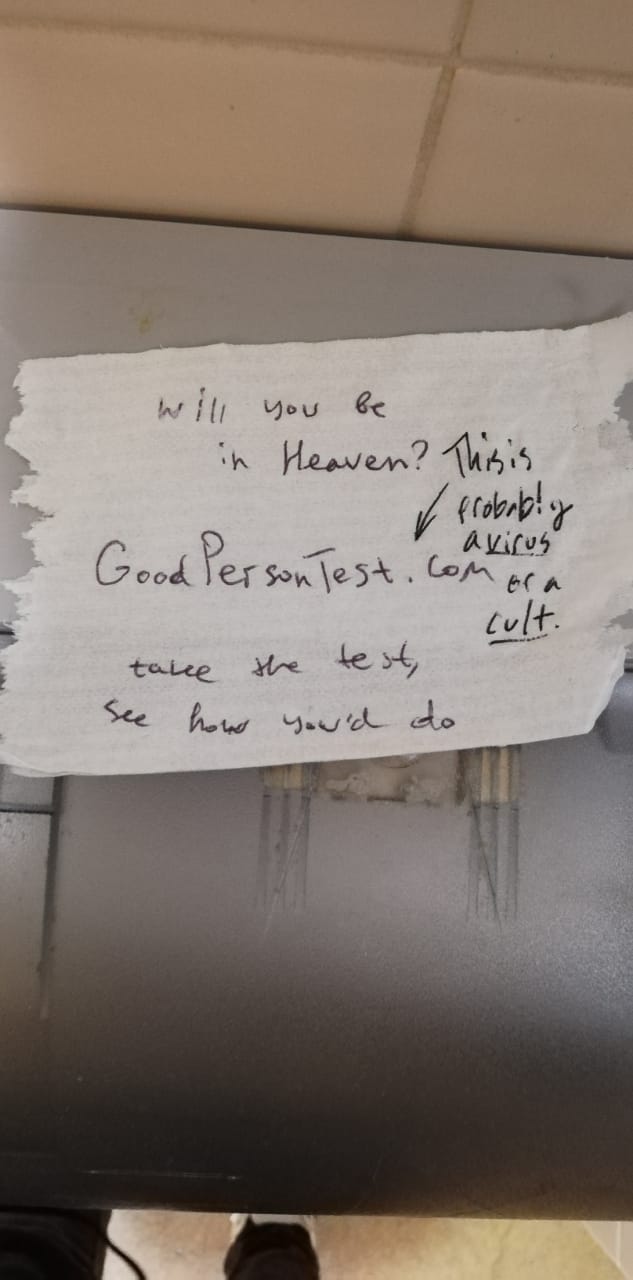 Will you be
in Heaven?
GoodPersonTest.com
take the test,
see how you'd do
This is
probably
a virus
or a
cult.